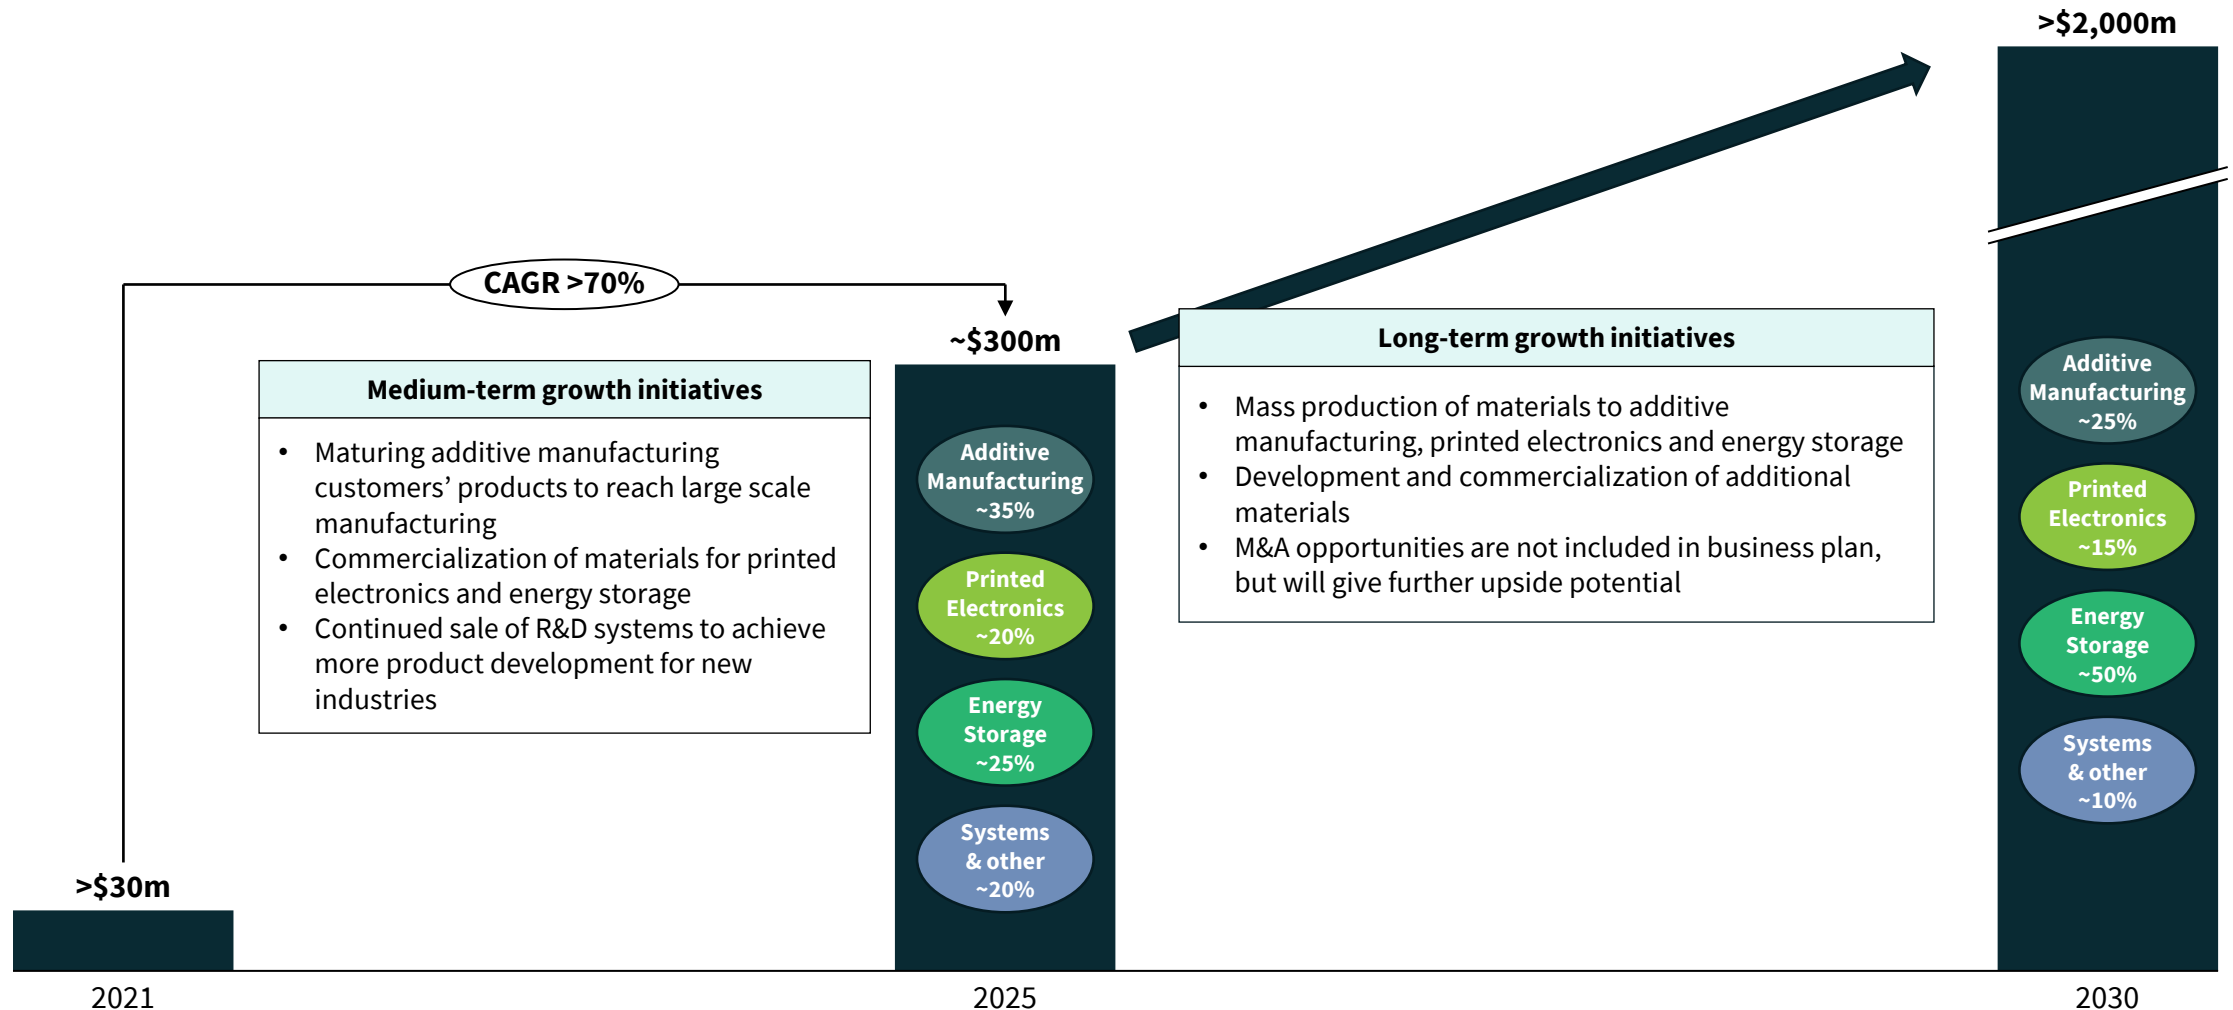 >$30m
2021
CAGR >70%
Medium-term growth initiatives
• Maturing additive manufacturing
customers’ products to reach large scale
manufacturing
• Commercialization of materials for printed
electronics and energy storage
• Continued sale of R&D systems to achieve
more product development for new
industries
~$300m
Additive
Manufacturing
~35%
Printed
Electronics
~20%
Energy
Storage
~25%
Systems
& other
~20%
2025
Long-term growth initiatives
• Mass production of materials to additive
manufacturing, printed electronics and energy storage
• Development and commercialization of additional
materials
• M&A opportunities are not included in business plan,
but will give further upside potential
>$2,000m
Additive
Manufacturing
~25%
Printed
Electronics
~15%
Energy
Storage
~50%
Systems
& other
~10%
2030